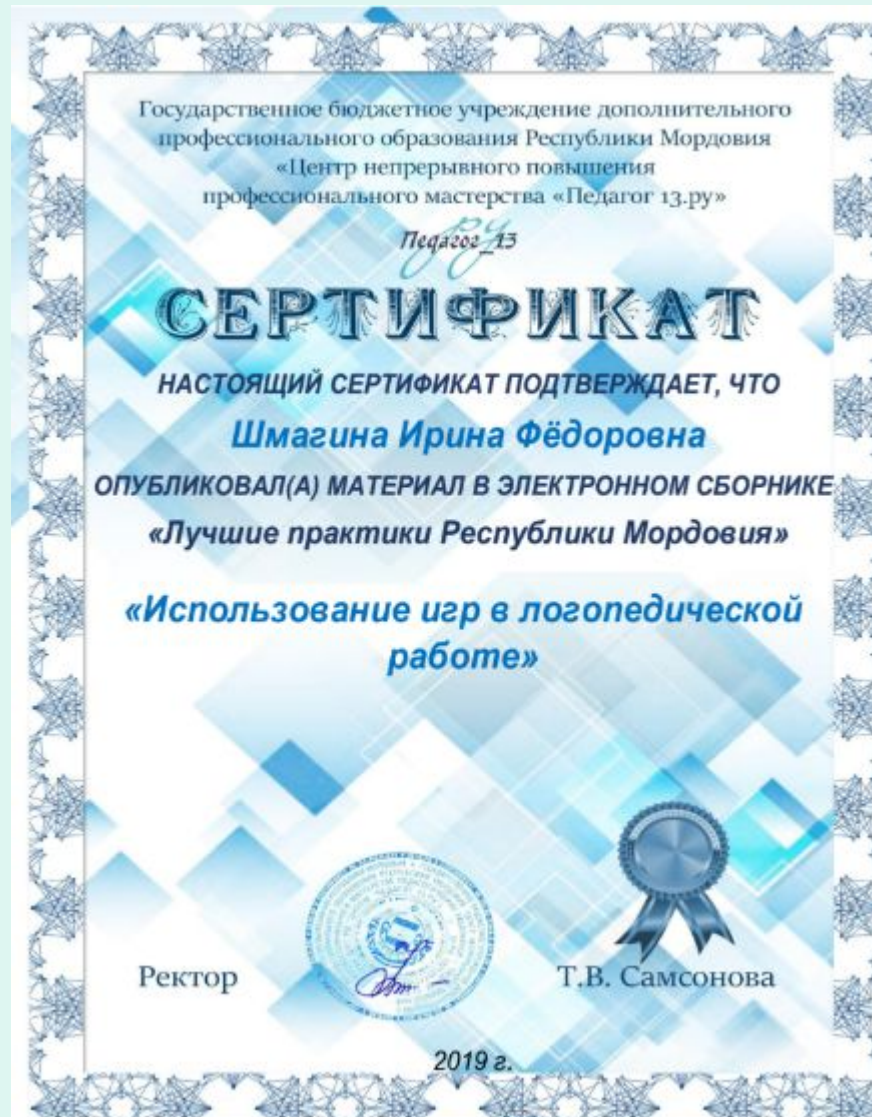 Государственное бюджетное учреждение дополнительного
профессионального образования Республики Мордовия
«Центр непрерывного повышения
профессионального мастерства «Педагог 13.ру»
Педагог_13
ру
СЕРТИФИКАТ
НАСТОЯЩИЙ СЕРТИФИКАТ ПОДТВЕРЖДАЕТ, ЧТО
Шмагина Ирина Фёдоровна
ОПУБЛИКОВАЛ(А) МАТЕРИАЛ В ЭЛЕКТРОННОМ СБОРНИКЕ
«Лучшие практики Республики Мордовия»
«Использование игр в логопедической
работе»
Ректор
Т.В. Самсонова
2019 г.